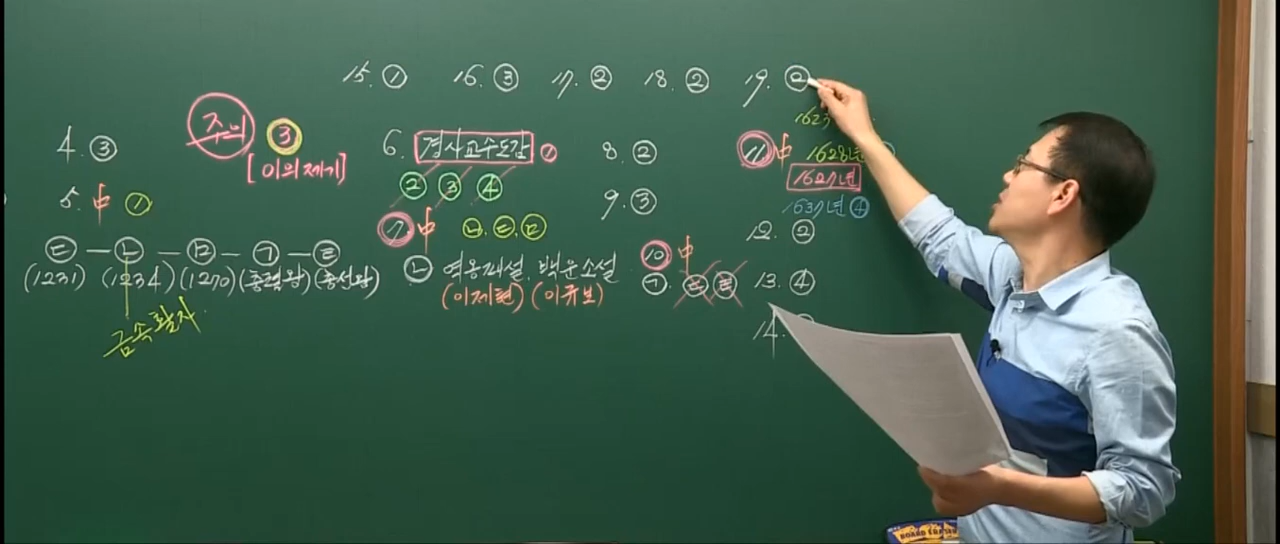 15. ① 16. ③ 17. ② 18. ② 19. ②
4. ③
주의 ③
[이의제기]
5. 中 ①
ㄷ - ㄴ - ㅁ - ㄱ - ㄹ
(1231) (1234) (1270) (충렬왕) (충선왕)
금속활자
6. 경사교수도감 ①
② ③ ④
7. 中 ㄴ. ㄷ. ㅁ
ㄴ 역옹패설. 백운소설
(이제현) (이규보)
8. ②
9. ③
10 中
ㄱ. ㄴ ㄹ
11. 中 1628년
1627년
1637년 ④
12. ②
13. ④
14.
BOARD ERASER